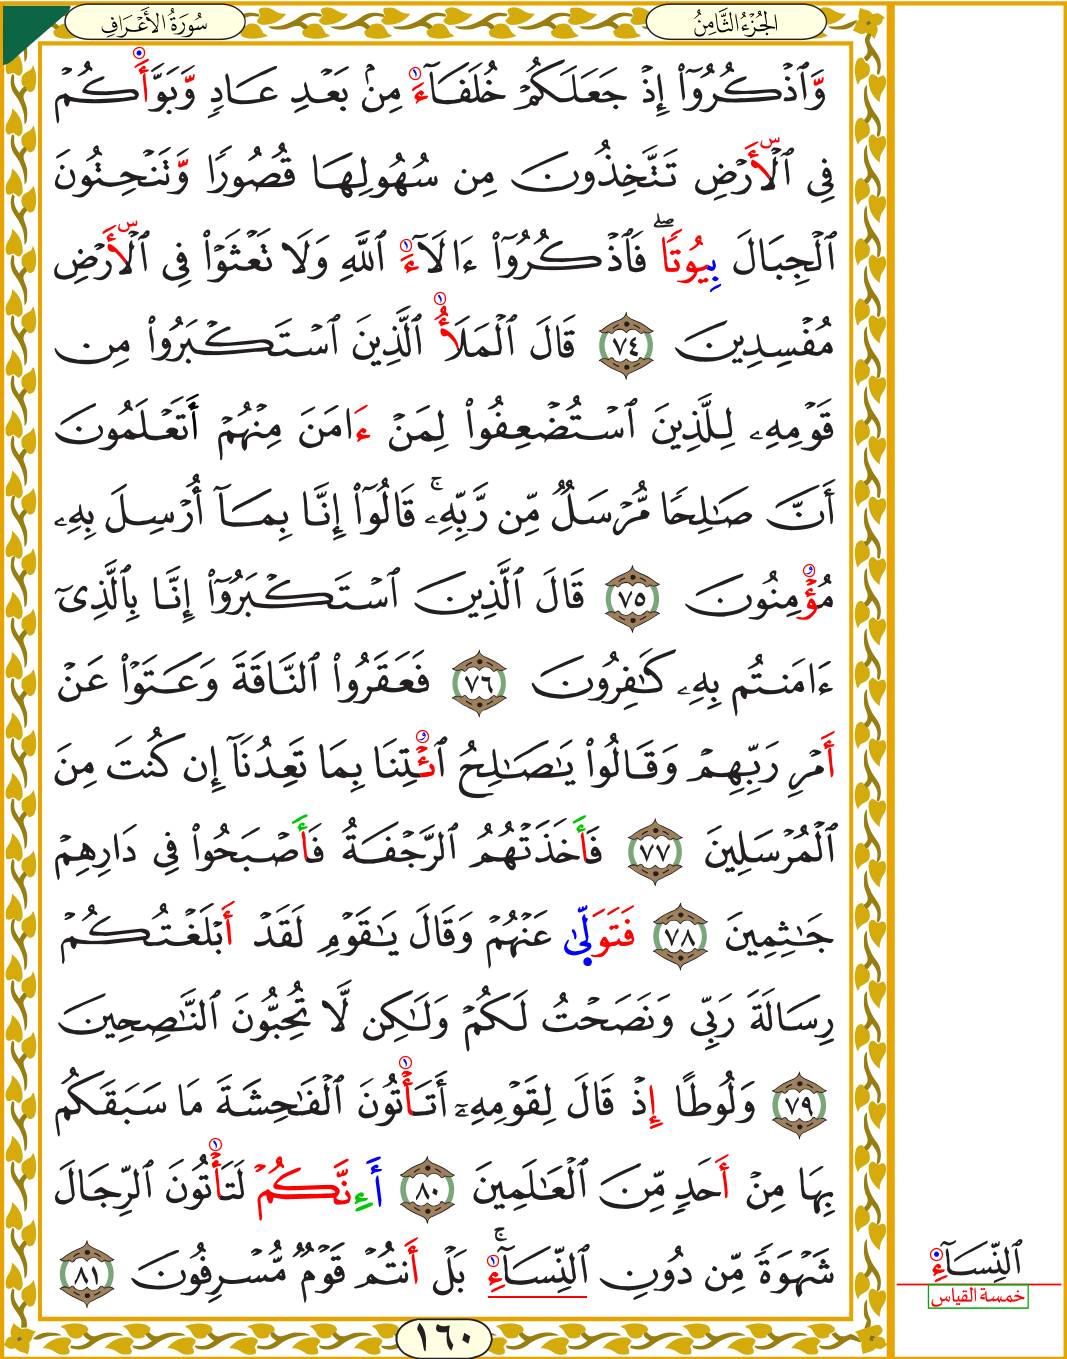 الجُزْءُ الثَّامِنُ
سُورَةُ الأَعْرَافِ
وَّٱذْكُرُوٓا۟ إِذْ جَعَلَكُمْ خُلَفَآءَ مِنۢ بَعْدِ عَادٍ وَّبَوَّأَكُمْ
فِى ٱلْأَرْضِ تَتَّخِذُونَ مِن سُهُولِهَا قُصُورًا وَّتَنْحِتُونَ
ٱلْجِبَالَ بِيُوتًا ۖ فَٱذْكُرُوٓا۟ ءَالَآءَ ٱللَّهِ وَلَا تَعْثَوْا۟ فِى ٱلْأَرْضِ
مُفْسِدِينَ ٧٤ قَالَ ٱلْمَلَأُ ٱلَّذِينَ ٱسْتَكْبَرُوا۟ مِن
قَوْمِهِۦ لِلَّذِينَ ٱسْتُضْعِفُوا۟ لِمَنْ ءَامَنَ مِنْهُمْ أَتَعْلَمُونَ
أَنَّ صَـٰلِحًا مُّرْسَلٌ مِّن رَّبِّهِۦ ۚ قَالُوٓا۟ إِنَّا بِمَآ أُرْسِلَ بِهِۦ
مُؤْمِنُونَ ٧٥ قَالَ ٱلَّذِينَ ٱسْتَكْبَرُوٓا۟ إِنَّا بِٱلَّذِىٓ
ءَامَنتُم بِهِۦ كَـٰفِرُونَ ٧٦ فَعَقَرُوا۟ ٱلنَّاقَةَ وَعَتَوْا۟ عَنْ
أَمْرِ رَبِّهِمْ وَقَالُوا۟ يَـٰصَـٰلِحُ ٱئْتِنَا بِمَا تَعِدُنَآ إِن كُنتَ مِنَ
ٱلْمُرْسَلِينَ ٧٧ فَأَخَذَتْهُمُ ٱلرَّجْفَةُ فَأَصْبَحُوا۟ فِى دَارِهِمْ
جَـٰثِمِينَ ٧٨ فَتَوَلَّىٰ عَنْهُمْ وَقَالَ يَـٰقَوْمِ لَقَدْ أَبْلَغْتُكُمْ
رِسَالَةَ رَبِّى وَنَصَحْتُ لَكُمْ وَلَـٰكِن لَّا تُحِبُّونَ ٱلنَّـٰصِحِينَ
٧٩ وَلُوطًا إِذْ قَالَ لِقَوْمِهِۦٓ أَتَأْتُونَ ٱلْفَـٰحِشَةَ مَا سَبَقَكُم
بِهَا مِنْ أَحَدٍ مِّنَ ٱلْعَـٰلَمِينَ ٨٠ أَءِنَّكُمْ لَتَأْتُونَ ٱلرِّجَالَ
شَهْوَةً مِّن دُونِ ٱلنِّسَآءِ ۚ بَلْ أَنتُمْ قَوْمٌ مُّسْرِفُونَ ٨١
ٱلنِّسَآءِ
خمسة القياس
١٦٠